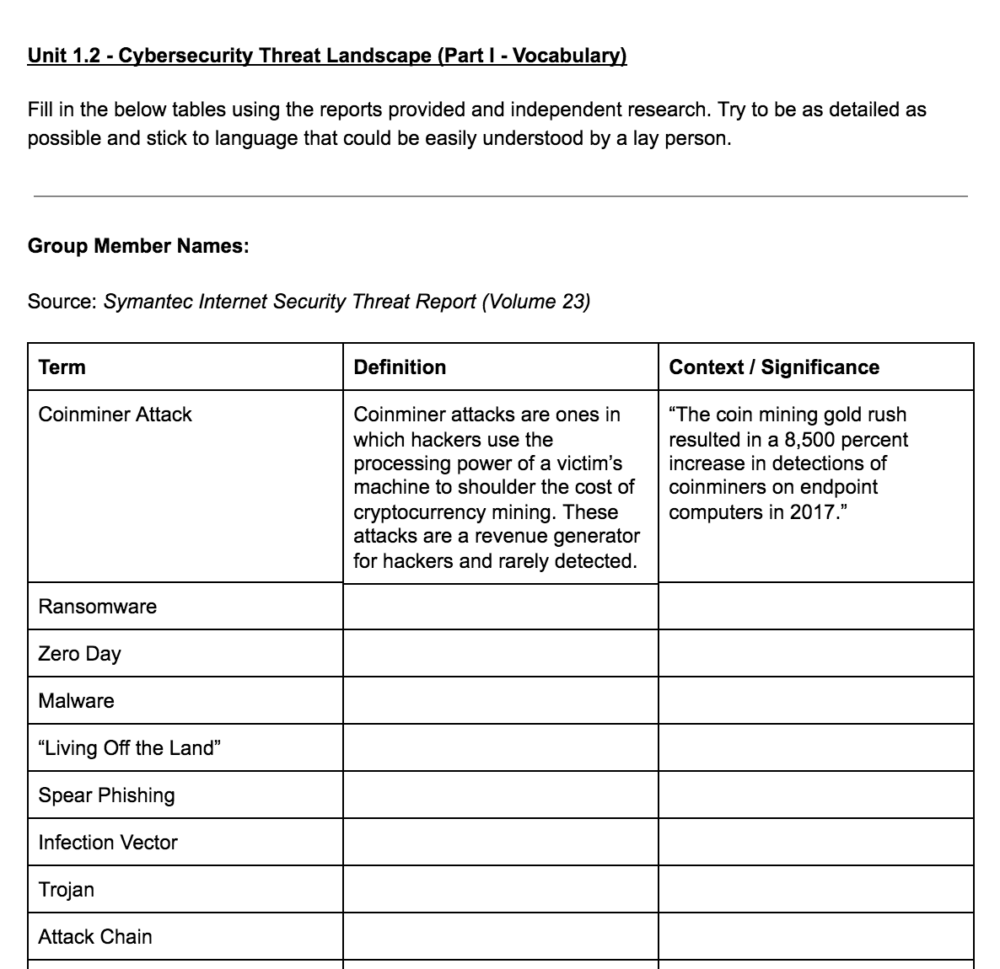 Unit 1.2 - Cybersecurity Threat Landscape (Part I - Vocabulary)
Fill in the below tables using the reports provided and independent research. Try to be as detailed as
possible and stick to language that could be easily understood by a lay person.
Group Member Names:
Source: Symantec Internet Security Threat Report (Volume 23)
Term
Definition
Context / Significance
Coinminer Attack
Coinminer attacks are ones in
which hackers use the
processing power of a victim’s
machine to shoulder the cost of
cryptocurrency mining. These
attacks are a revenue generator
for hackers and rarely detected.
“The coin mining gold rush
resulted in a 8,500 percent
increase in detections of
coinminers on endpoint
computers in 2017.”
Ransomware
Zero Day
Malware
“Living Off the Land”
Spear Phishing
Infection Vector
Trojan
Attack Chain